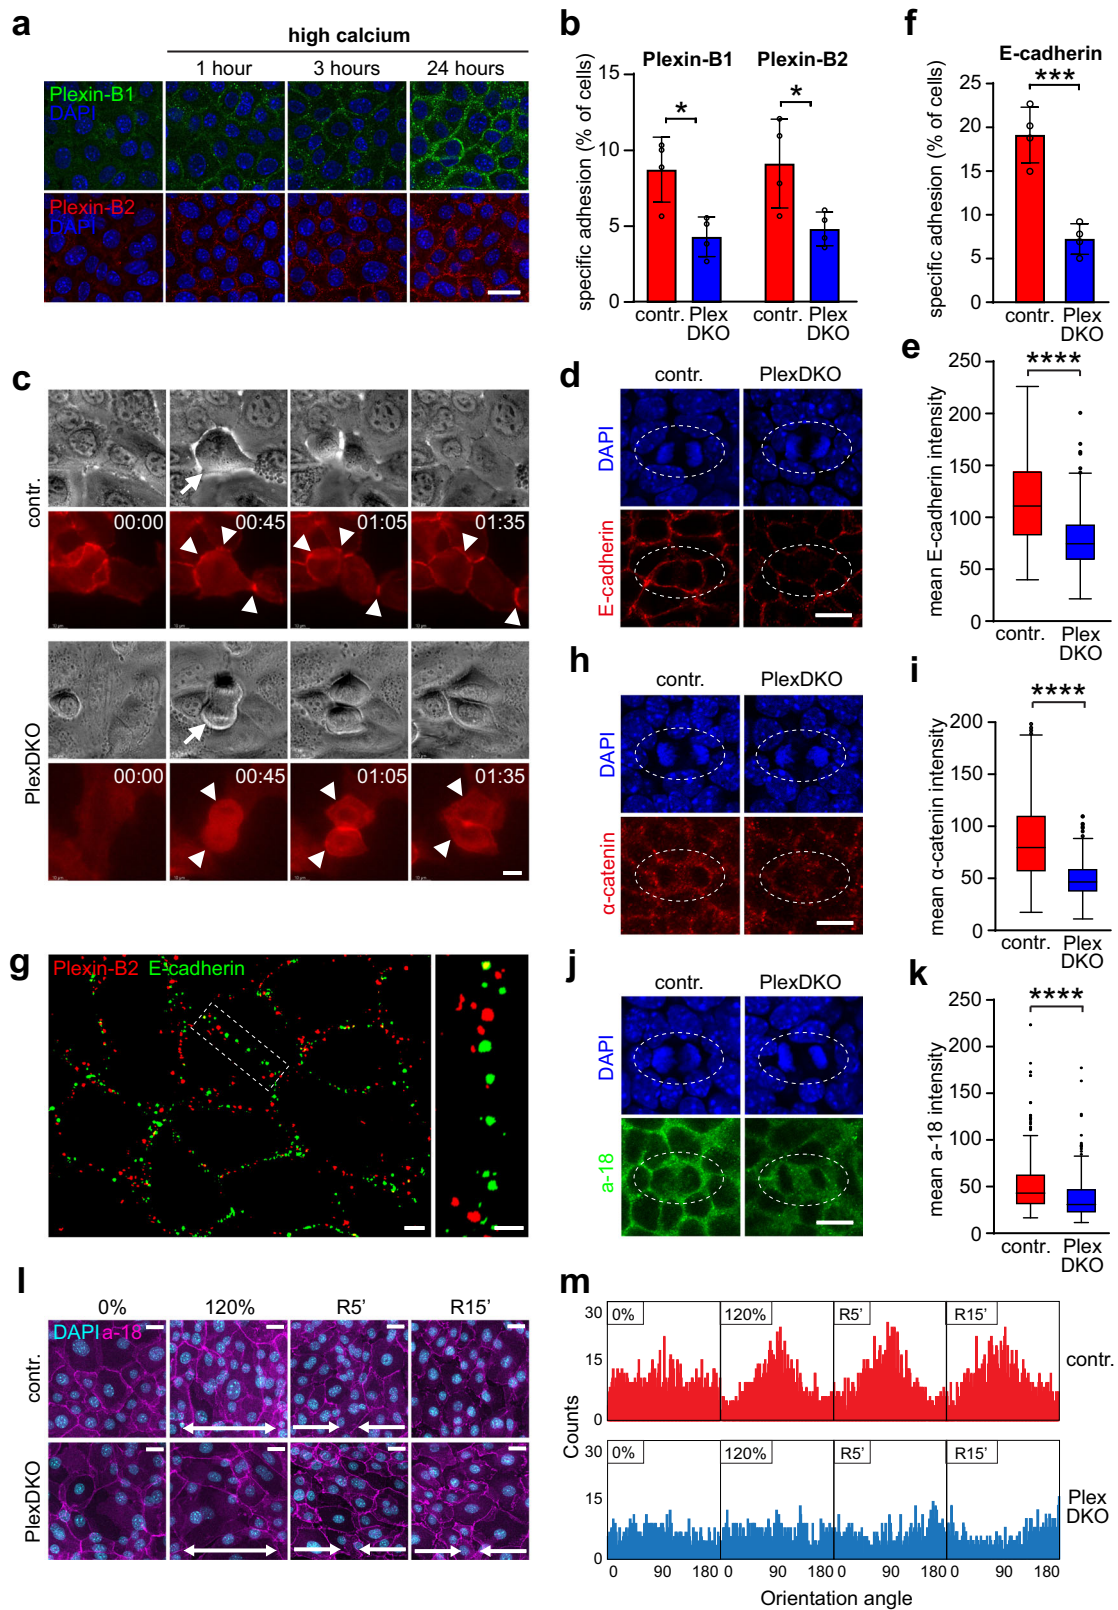 a
high calcium
1 hour
3 hours
24 hours
Plexin-B1
DAPI
Plexin-B2
DAPI
b
Plexin-B1
Plexin-B2
specific adhesion (% of cells)
15
10
5
0
*
*
contr.
Plex
DKO
contr.
Plex
DKO
f
E-cadherin
specific adhesion (% of cells)
25
20
15
10
5
0
***
contr.
Plex
DKO
c
contr.
00:00
00:45
01:05
01:35
PlexDKO
00:00
00:45
01:05
01:35
d
contr.
PlexDKO
DAPI
E-cadherin
e
mean E-cadherin intensity
250
200
150
100
50
0
****
contr.
Plex
DKO
h
contr.
PlexDKO
DAPI
α-catenin
i
mean α-catenin intensity
200
150
100
50
0
****
contr.
Plex
DKO
g
Plexin-B2 E-cadherin
j
contr.
PlexDKO
DAPI
a-18
k
mean a-18 intensity
250
200
150
100
50
0
****
contr.
Plex
DKO
l
0%
120%
R5'
R15'
DAPI a-18
contr.
PlexDKO
m
Counts
30
15
0
0%
120%
R5'
R15'
contr.
30
15
0
0%
120%
R5'
R15'
Plex
DKO
0 90 180 0 90 180 0 90 180 0 90 180
Orientation angle